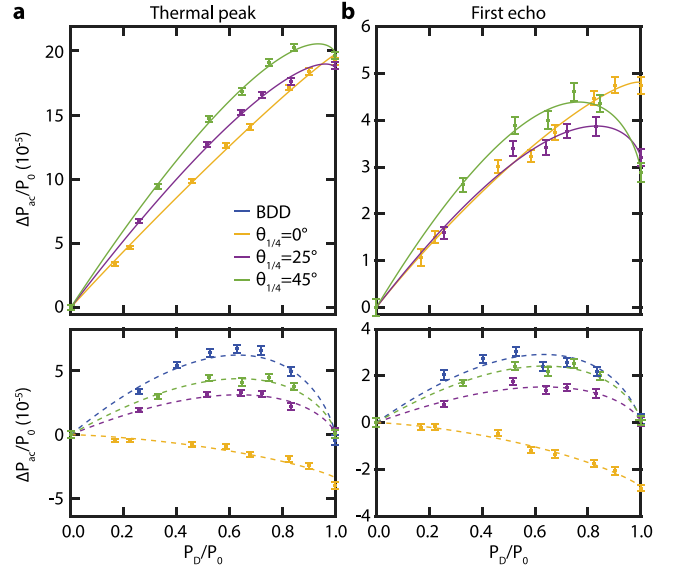 a Thermal peak
b First echo
ΔP_ac/P_0 (10^-5)
20
15
10
5
0
BDD
θ_1/4=0°
θ_1/4=25°
θ_1/4=45°
6
5
4
3
2
1
0
ΔP_ac/P_0 (10^-5)
5
0
-5
4
2
0
-2
-4
0.0 0.2 0.4 0.6 0.8 1.0
0.2 0.4 0.6 0.8 1.0
P_D/P_0
P_D/P_0